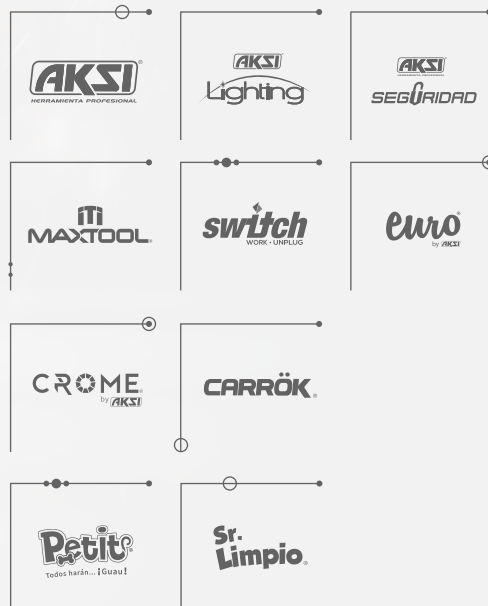 AKSI®
HERRAMIENTA PROFESIONAL
AKSI
Lighting
AKSI
SEGURIDAD
MAXTOOL®
switch
WORK · UNPLUG
euro®
by AKSI
CROME®
by AKSI
CARRÖK®
Petit®
Todos harán... ¡Guau!
Sr.
Limpio®